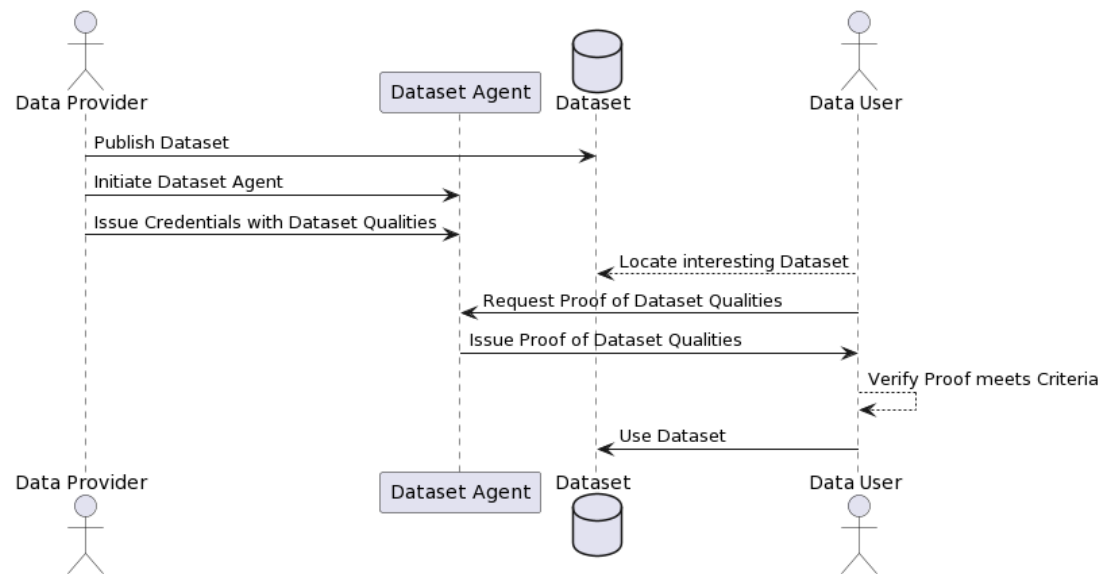 Data Provider
Dataset Agent
Dataset
Data User
Publish Dataset
Initiate Dataset Agent
Issue Credentials with Dataset Qualities
Locate interesting Dataset
Request Proof of Dataset Qualities
Issue Proof of Dataset Qualities
Verify Proof meets Criteria
Use Dataset
Data Provider
Dataset Agent
Dataset
Data User